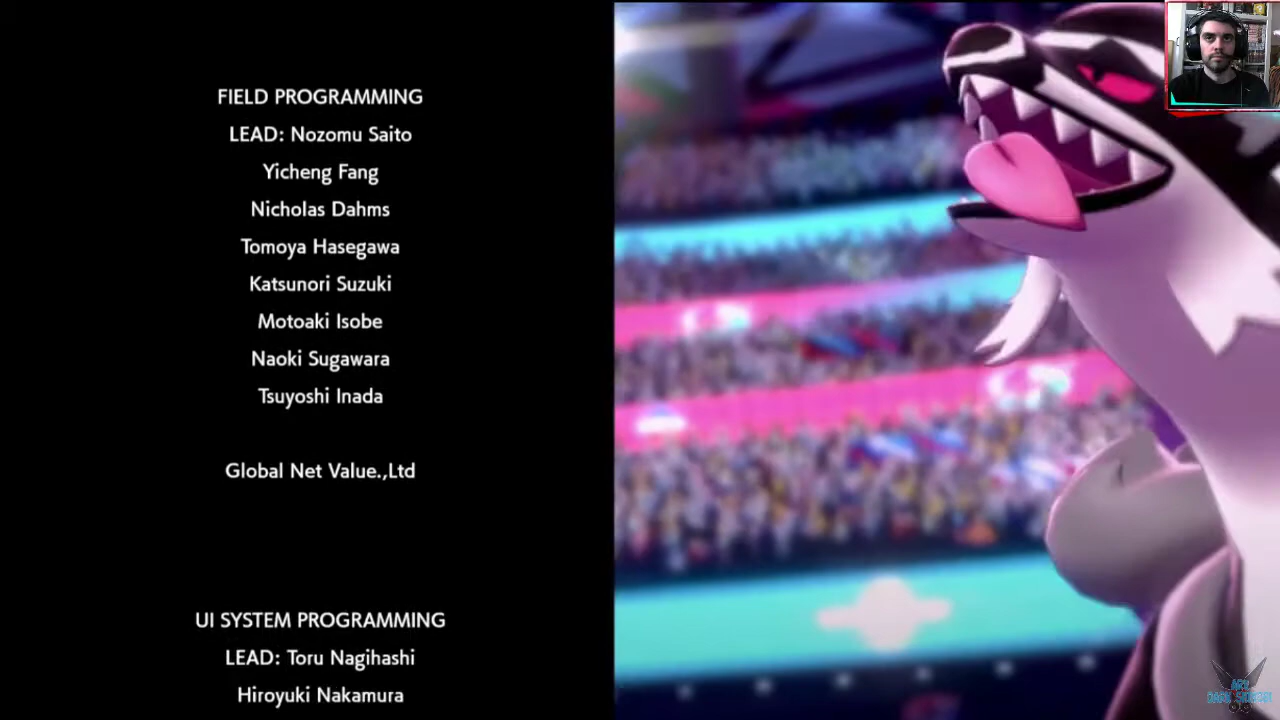 FIELD PROGRAMMING
LEAD: Nozomu Saito
Yicheng Fang
Nicholas Dahms
Tomoya Hasegawa
Katsunori Suzuki
Motoaki Isobe
Naoki Sugawara
Tsuyoshi Inada
Global Net Value.,Ltd
UI SYSTEM PROGRAMMING
LEAD: Toru Nagihashi
Hiroyuki Nakamura